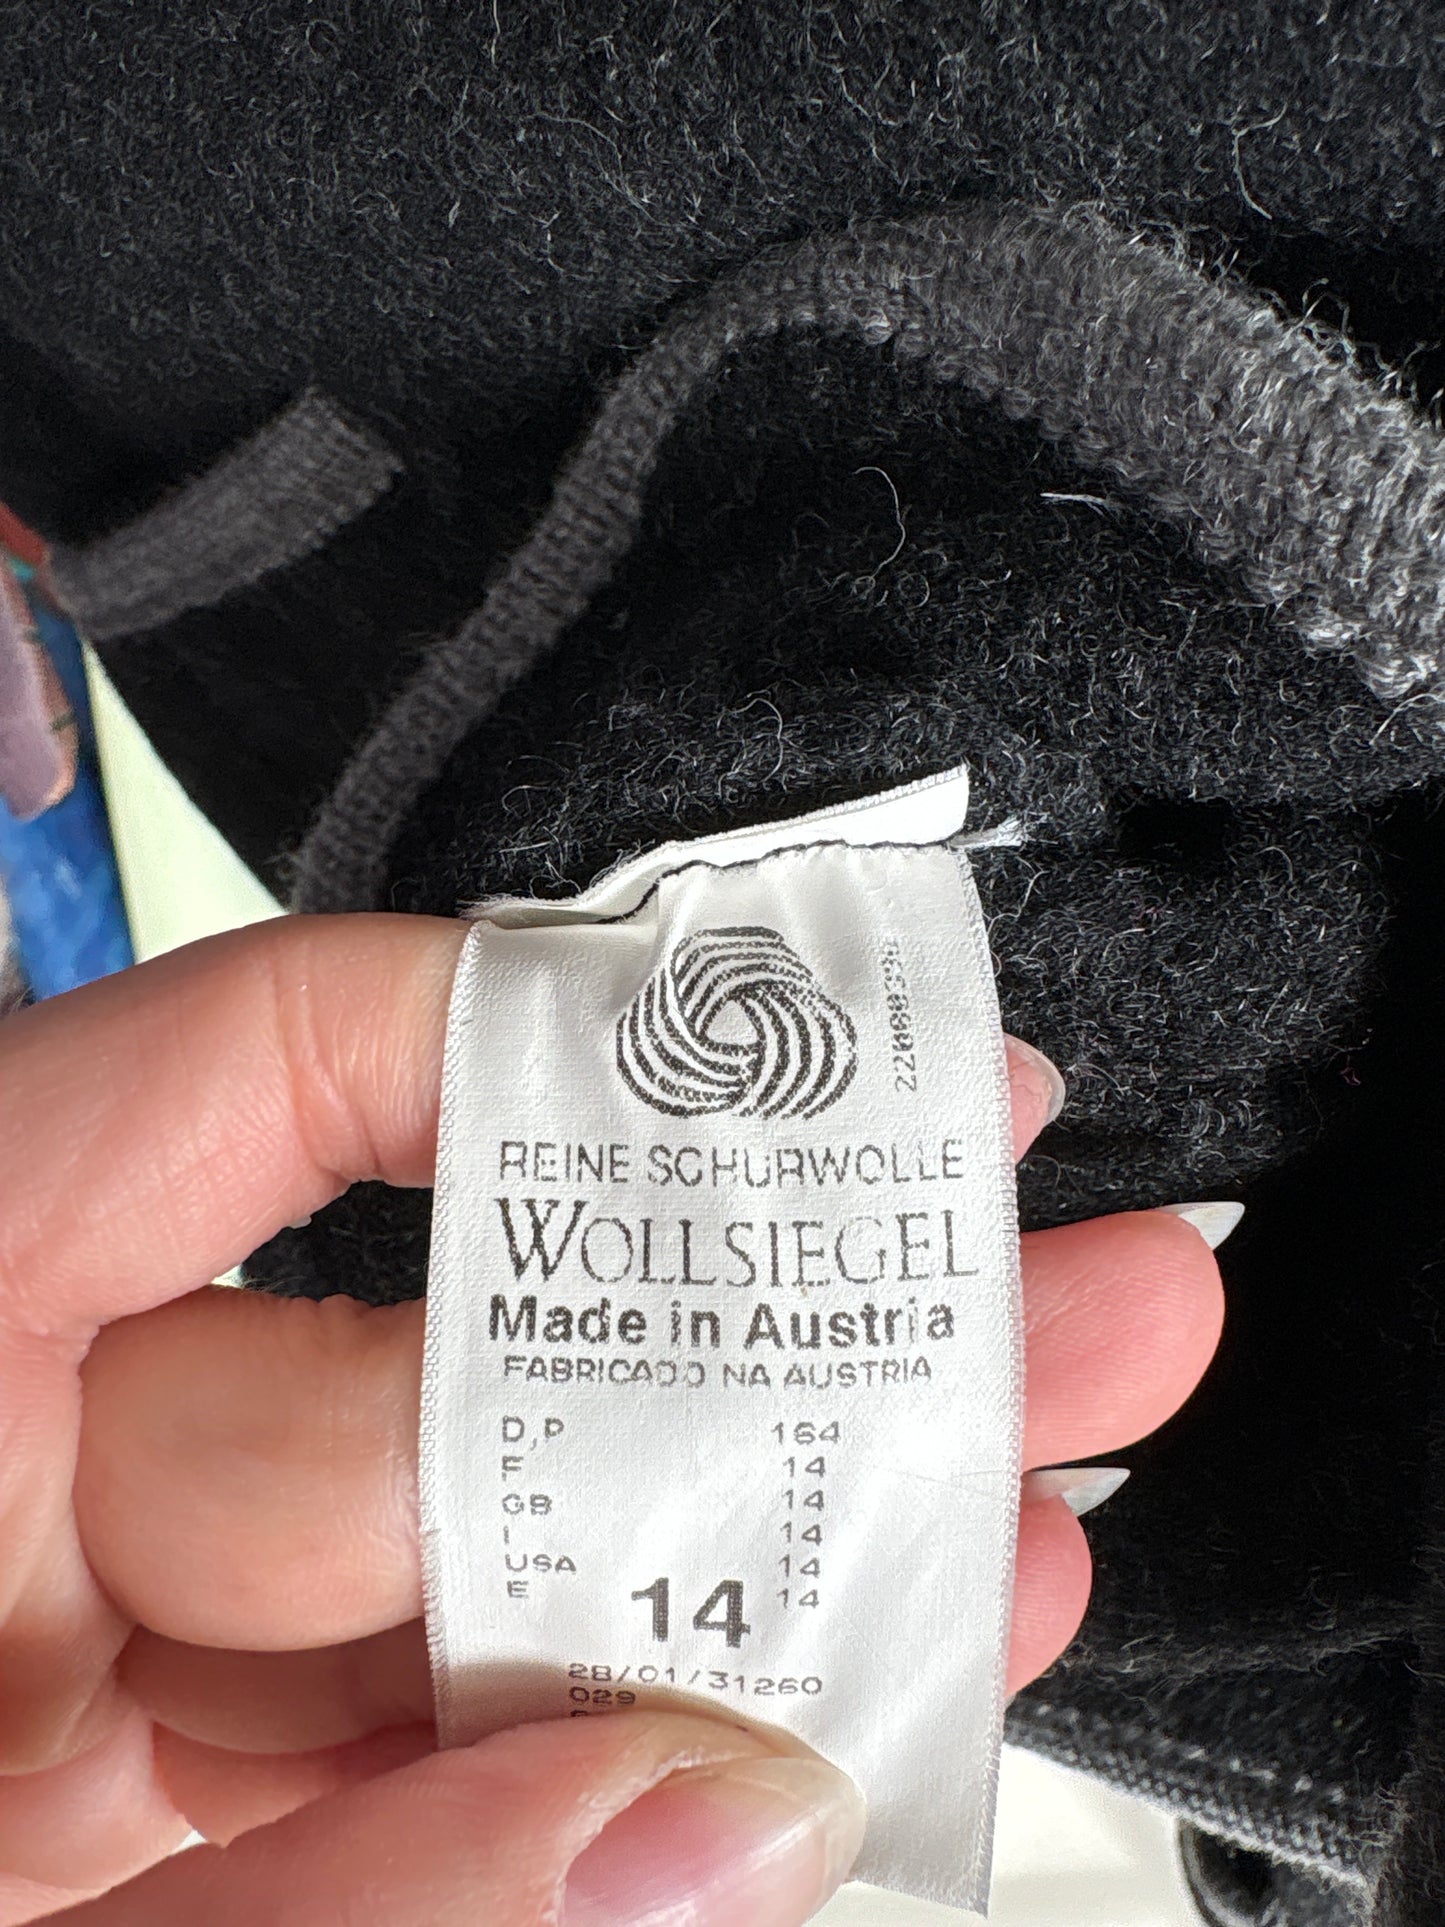 REINE SCHURWOLLE
WOLLSIEGEL
Made in Austria
FABRICADO NA AUSTRIA
D,P 164
F 14
GB 14
I 14
USA 14
E 14
14
28/01/31260
029